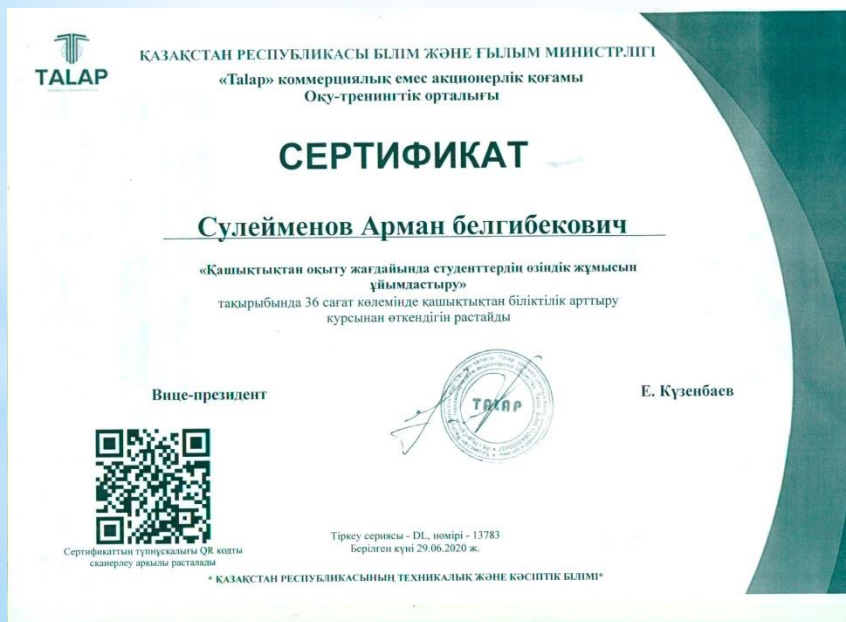 TALAP
ҚАЗАҚСТАН РЕСПУБЛИКАСЫ БІЛІМ ЖӘНЕ ҒЫЛЫМ МИНИСТРЛІГІ
«Talap» коммерциялық емес акционерлік қоғамы
Оқу-тренингтік орталығы
СЕРТИФИКАТ
Сулейменов Арман белгибекович
«Қашықтықтан оқыту жағдайында студенттердің өзіндік жұмысын
ұйымдастыру»
тақырыбында 36 сағат көлемінде қашықтықтан біліктілік арттыру
курсынан өткендігін растайды
Вице-президент
TALAP
Е. Күзенбаев
Сертификаттың түпнұсқалығы QR кодты
сканерлеу арқылы расталады
Тіркеу сериясы - DL, нөмірі - 13783
Берілген күні 29.06.2020 ж.
* ҚАЗАҚСТАН РЕСПУБЛИКАСЫНЫҢ ТЕХНИКАЛЫҚ ЖӘНЕ КӘСІПТІК БІЛІМІ*